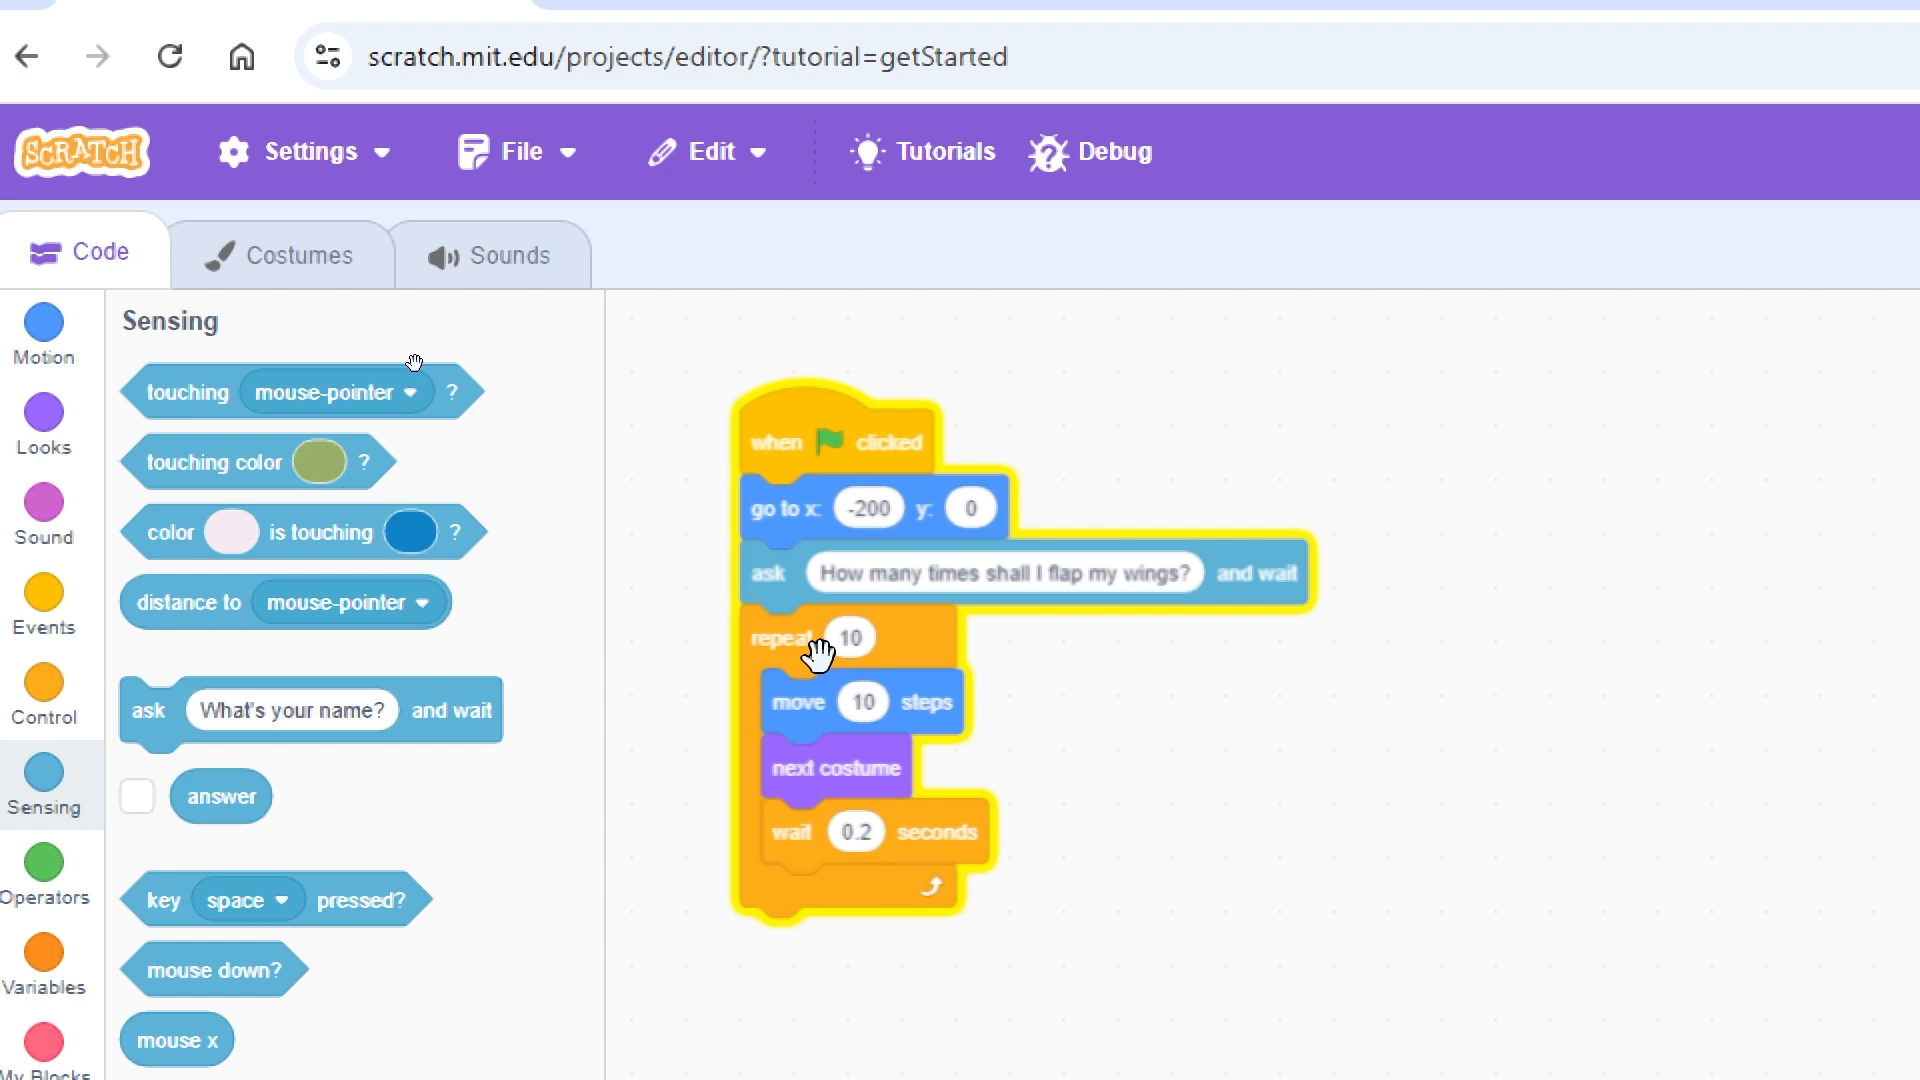 scratch.mit.edu/projects/editor/?tutorial=getStarted
SCRATCH Settings File Edit Tutorials Debug
Code Costumes Sounds
Motion
Looks
Sound
Events
Control
Sensing
Operators
Variables
My Blocks
Sensing
touching mouse-pointer ?
touching color ?
color is touching ?
distance to mouse-pointer
ask What's your name? and wait
answer
key space pressed?
mouse down?
mouse x
when clicked
go to x: -200 y: 0
ask How many times shall I flap my wings? and wait
repeat 10
move 10 steps
next costume
wait 0.2 seconds